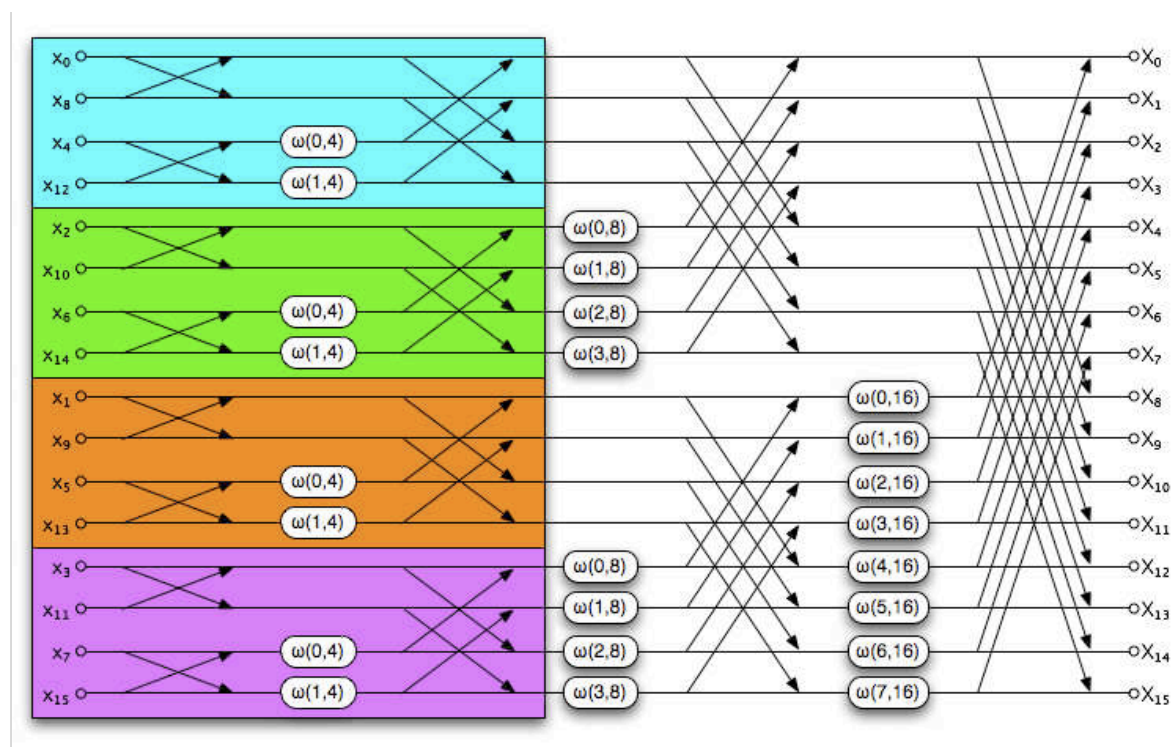 x0 X0
x8 X1
x4 ω(0,4) X2
x12 ω(1,4) X3
x2 ω(0,8) X4
x10 ω(1,8) X5
x6 ω(0,4) ω(2,8) X6
x14 ω(1,4) ω(3,8) X7
x1 ω(0,16) X8
x9 ω(1,16) X9
x5 ω(0,4) ω(2,16) X10
x13 ω(1,4) ω(3,16) X11
x3 ω(0,8) ω(4,16) X12
x11 ω(1,8) ω(5,16) X13
x7 ω(0,4) ω(2,8) ω(6,16) X14
x15 ω(1,4) ω(3,8) ω(7,16) X15